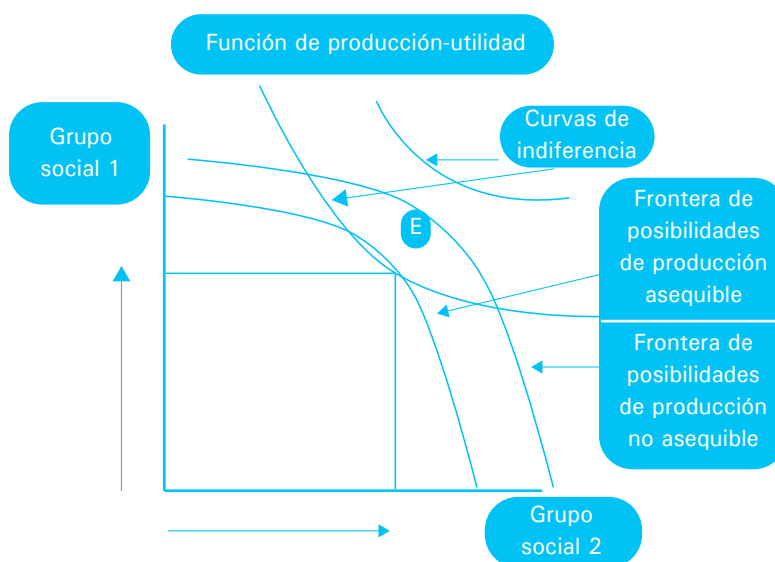 Función de producción-utilidad
Grupo
social 1
Curvas de
indiferencia
E
Frontera de
posibilidades
de producción
asequible
Frontera de
posibilidades
de producción
no asequible
Grupo
social 2